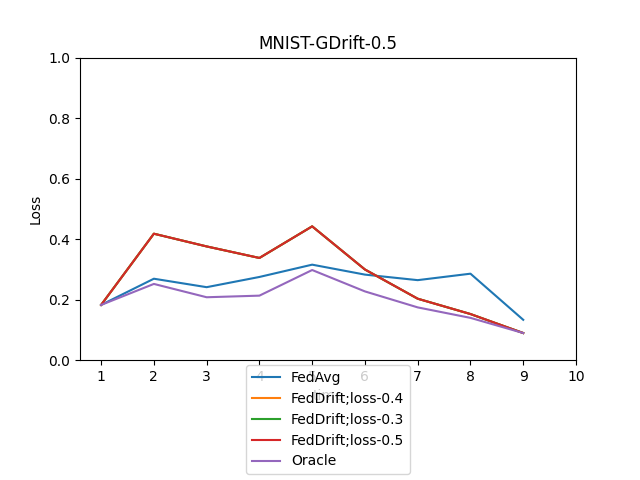 MNIST-GDrift-0.5
1.0
0.8
0.6
0.4
0.2
0.0
Loss
1 2 3 4 6 7 8 9 10
FedAvg
FedDrift;loss-0.4
FedDrift;loss-0.3
FedDrift;loss-0.5
Oracle